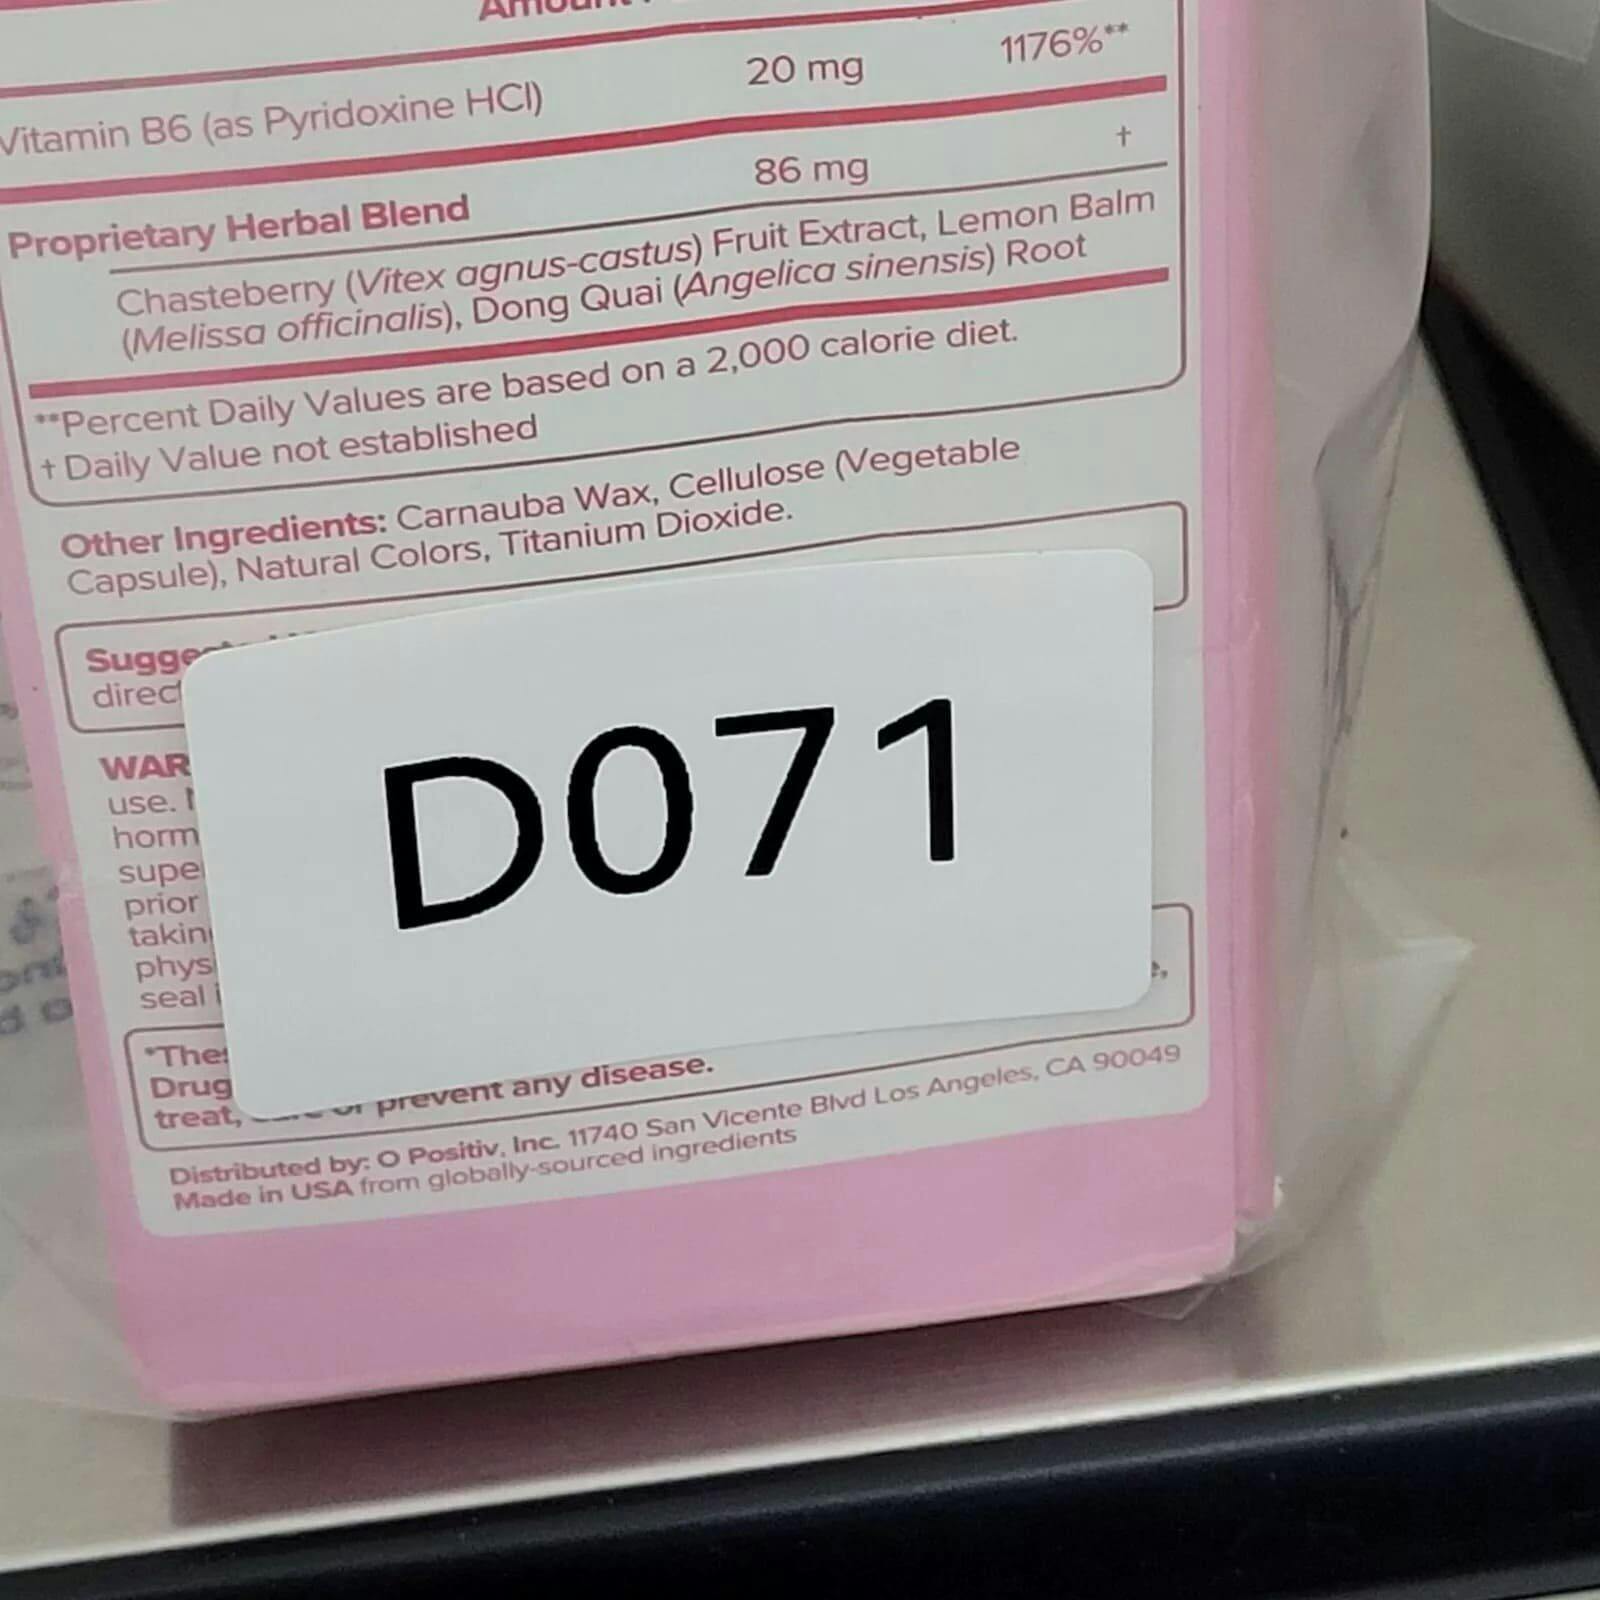 Amount
Vitamin B6 (as Pyridoxine HCl) 20 mg 1176%**
Proprietary Herbal Blend 86 mg †
Chasteberry (Vitex agnus-castus) Fruit Extract, Lemon Balm
(Melissa officinalis), Dong Quai (Angelica sinensis) Root
**Percent Daily Values are based on a 2,000 calorie diet.
† Daily Value not established
Other Ingredients: Carnauba Wax, Cellulose (Vegetable
Capsule), Natural Colors, Titanium Dioxide.
D071
use.
prior
seal
treat, or prevent any disease.
Distributed by: O Positiv, Inc. 11740 San Vicente Blvd Los Angeles, CA 90049
Made in USA from globally-sourced ingredients